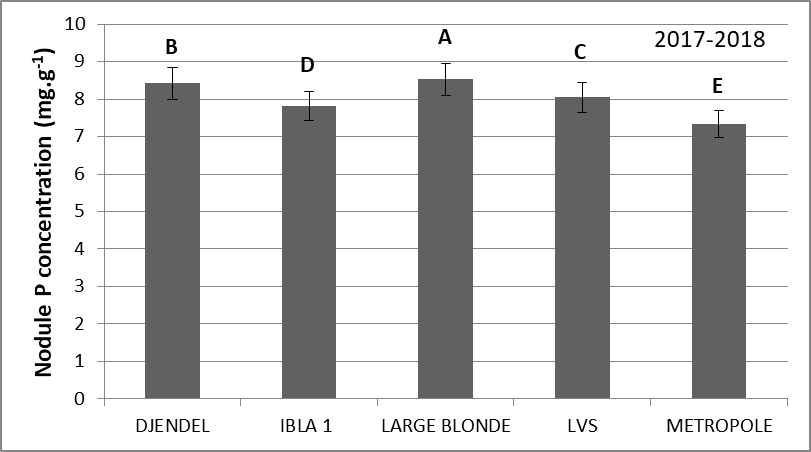 2017-2018
Nodule P concentration (mg.g-1)
10
9
8
7
6
5
4
3
2
1
0
B
D
A
C
E
DJENDEL
IBLA 1
LARGE BLONDE
LVS
METROPOLE